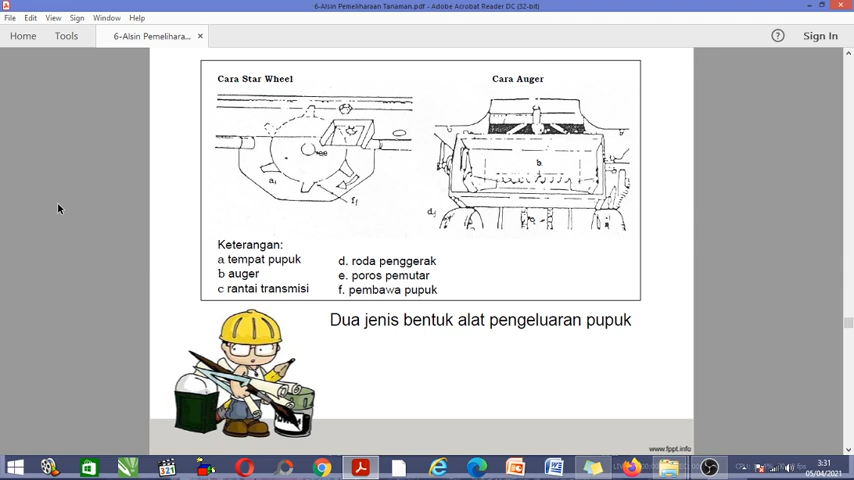 6-Alsin Pemeliharaan Tanaman.pdf - Adobe Acrobat Reader DC (32-bit)
File Edit View Sign Window Help
Home Tools 6-Alsin Pemelihara... × ? Sign In
Cara Star Wheel Cara Auger
Keterangan:
a tempat pupuk
b auger
c rantai transmisi
d. roda penggerak
e. poros pemutar
f. pembawa pupuk
Dua jenis bentuk alat pengeluaran pupuk
www.fppt.info
3:31
05/04/2021